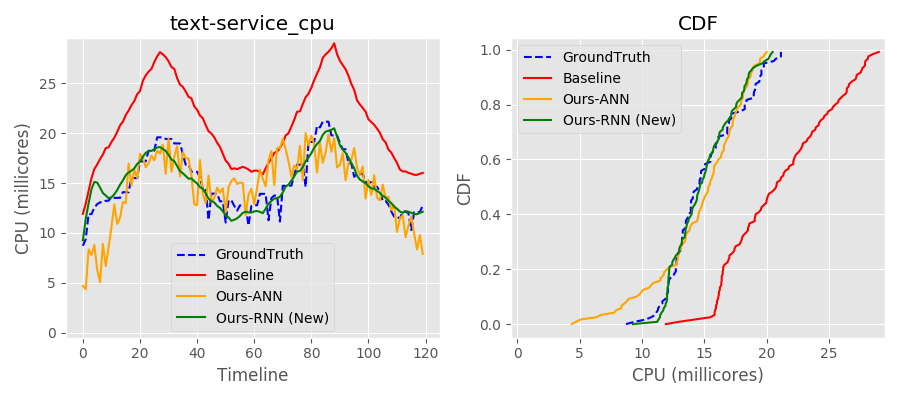 text-service_cpu
CPU (millicores)
25
20
15
10
5
0
GroundTruth
Baseline
Ours-ANN
Ours-RNN (New)
0 20 40 60 80 100 120
Timeline
CDF
CDF
1.0
0.8
0.6
0.4
0.2
0.0
GroundTruth
Baseline
Ours-ANN
Ours-RNN (New)
0 5 10 15 20 25
CPU (millicores)